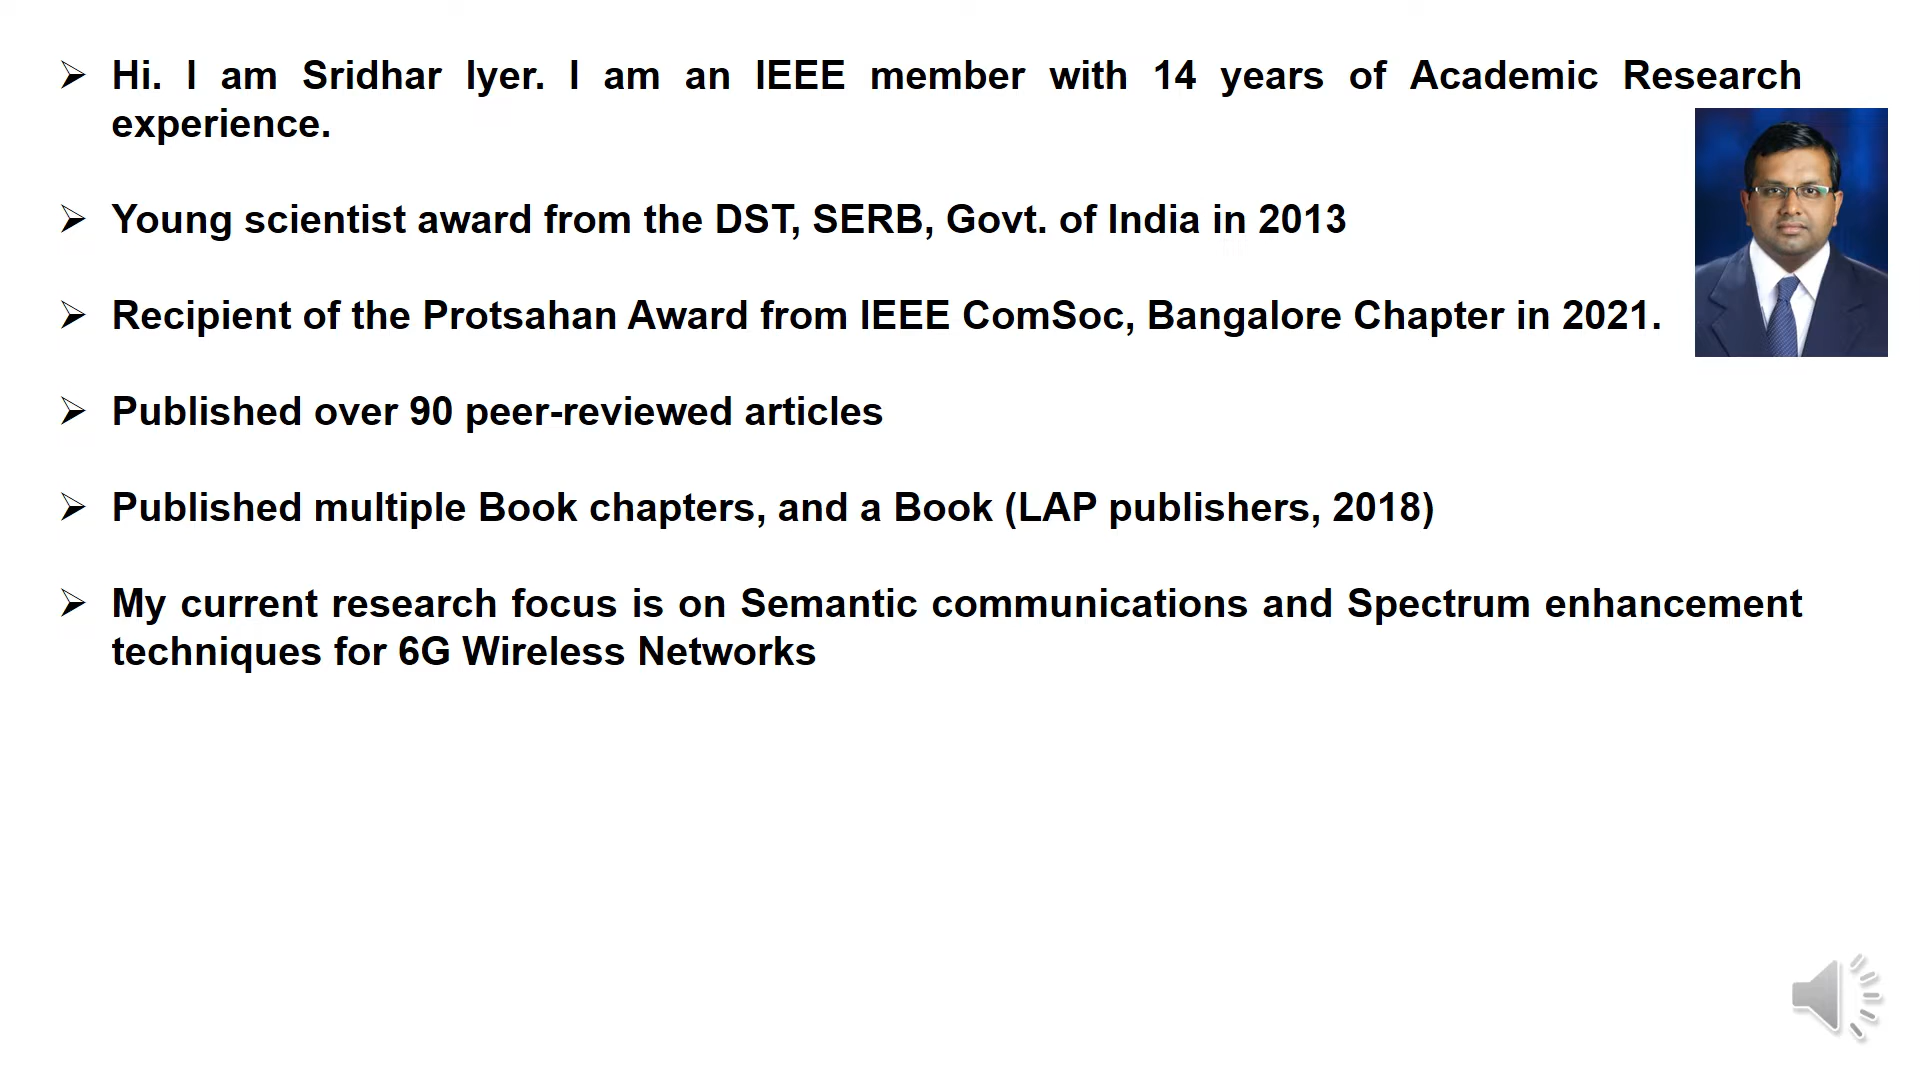 Hi. I am Sridhar Iyer. I am an IEEE member with 14 years of Academic Research
experience.
Young scientist award from the DST, SERB, Govt. of India in 2013
Recipient of the Protsahan Award from IEEE ComSoc, Bangalore Chapter in 2021.
Published over 90 peer-reviewed articles
Published multiple Book chapters, and a Book (LAP publishers, 2018)
My current research focus is on Semantic communications and Spectrum enhancement
techniques for 6G Wireless Networks